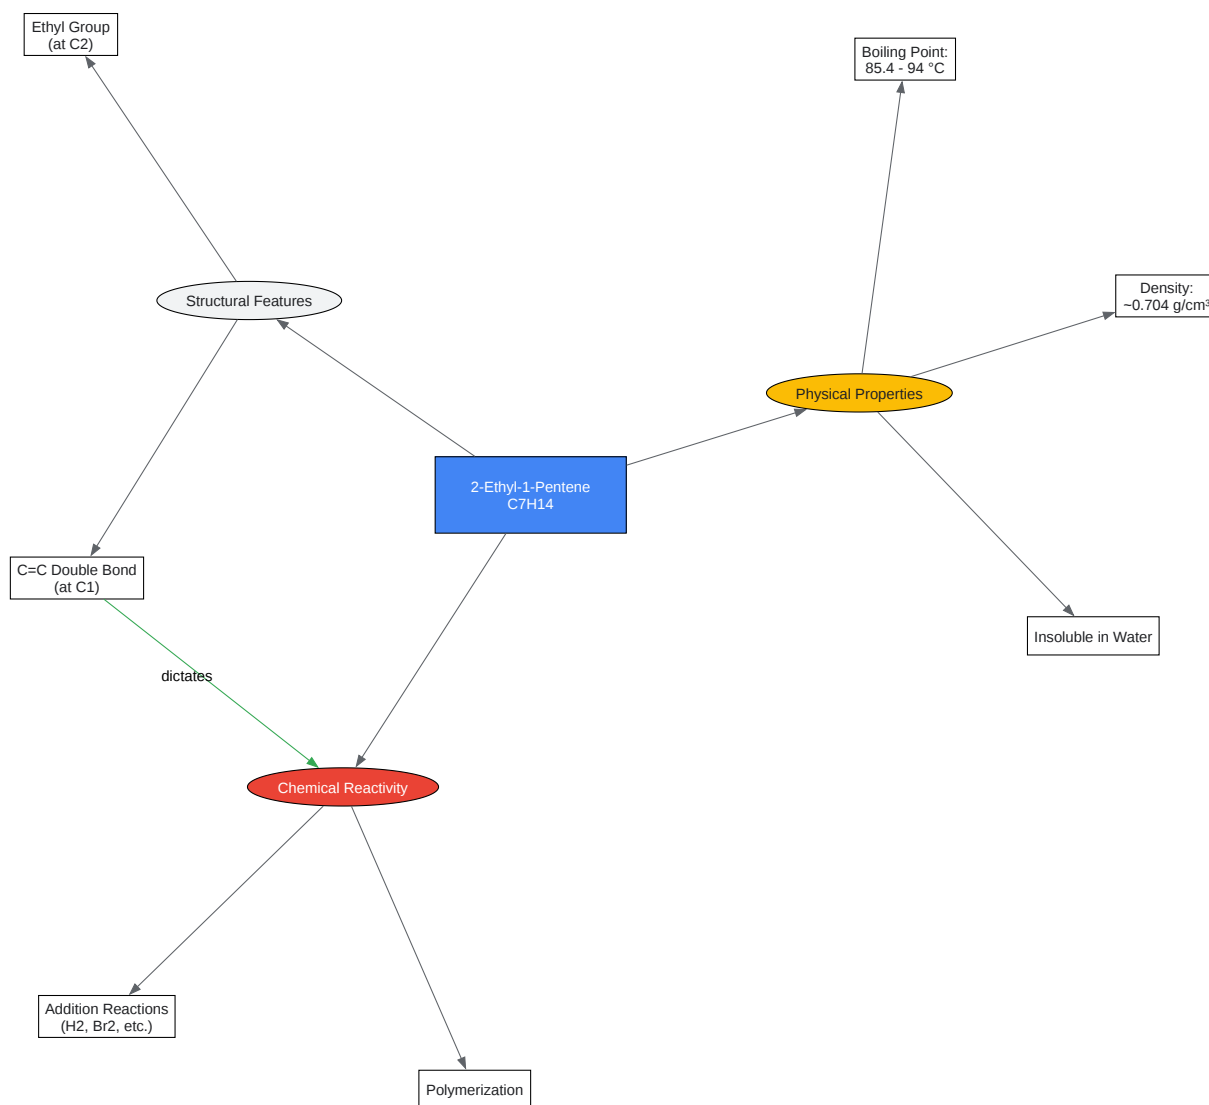 Ethyl Group
(at C2)
Boiling Point:
85.4 - 94 °C
Structural Features
Density:
~0.704 g/cm³
Physical Properties
2-Ethyl-1-Pentene
C7H14
C=C Double Bond
(at C1)
Insoluble in Water
dictates
Chemical Reactivity
Addition Reactions
(H2, Br2, etc.)
Polymerization